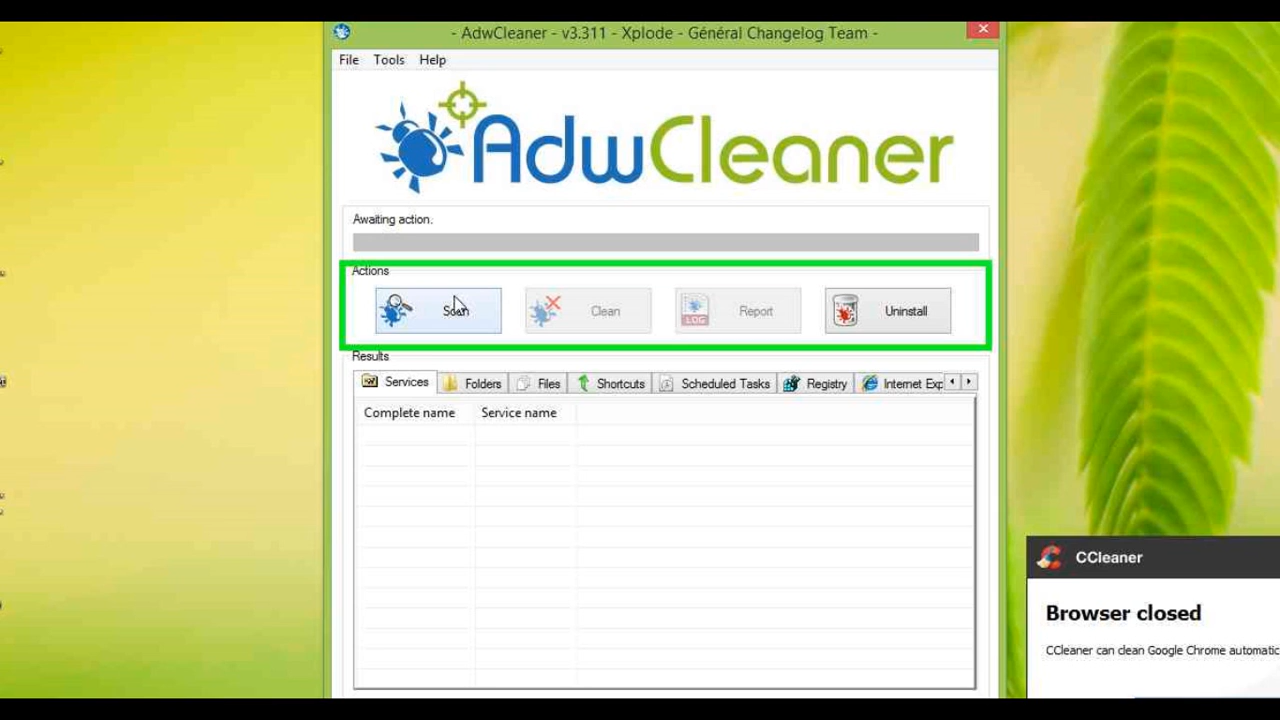 - AdwCleaner - v3.311 - Xplode - Général Changelog Team -
File Tools Help
AdwCleaner
Awaiting action.
Actions
Scan Clean Report Uninstall
LOG
Results
Services Folders Files Shortcuts Scheduled Tasks Registry Internet Exp
Complete name Service name
CCleaner
Browser closed
CCleaner can clean Google Chrome automatic